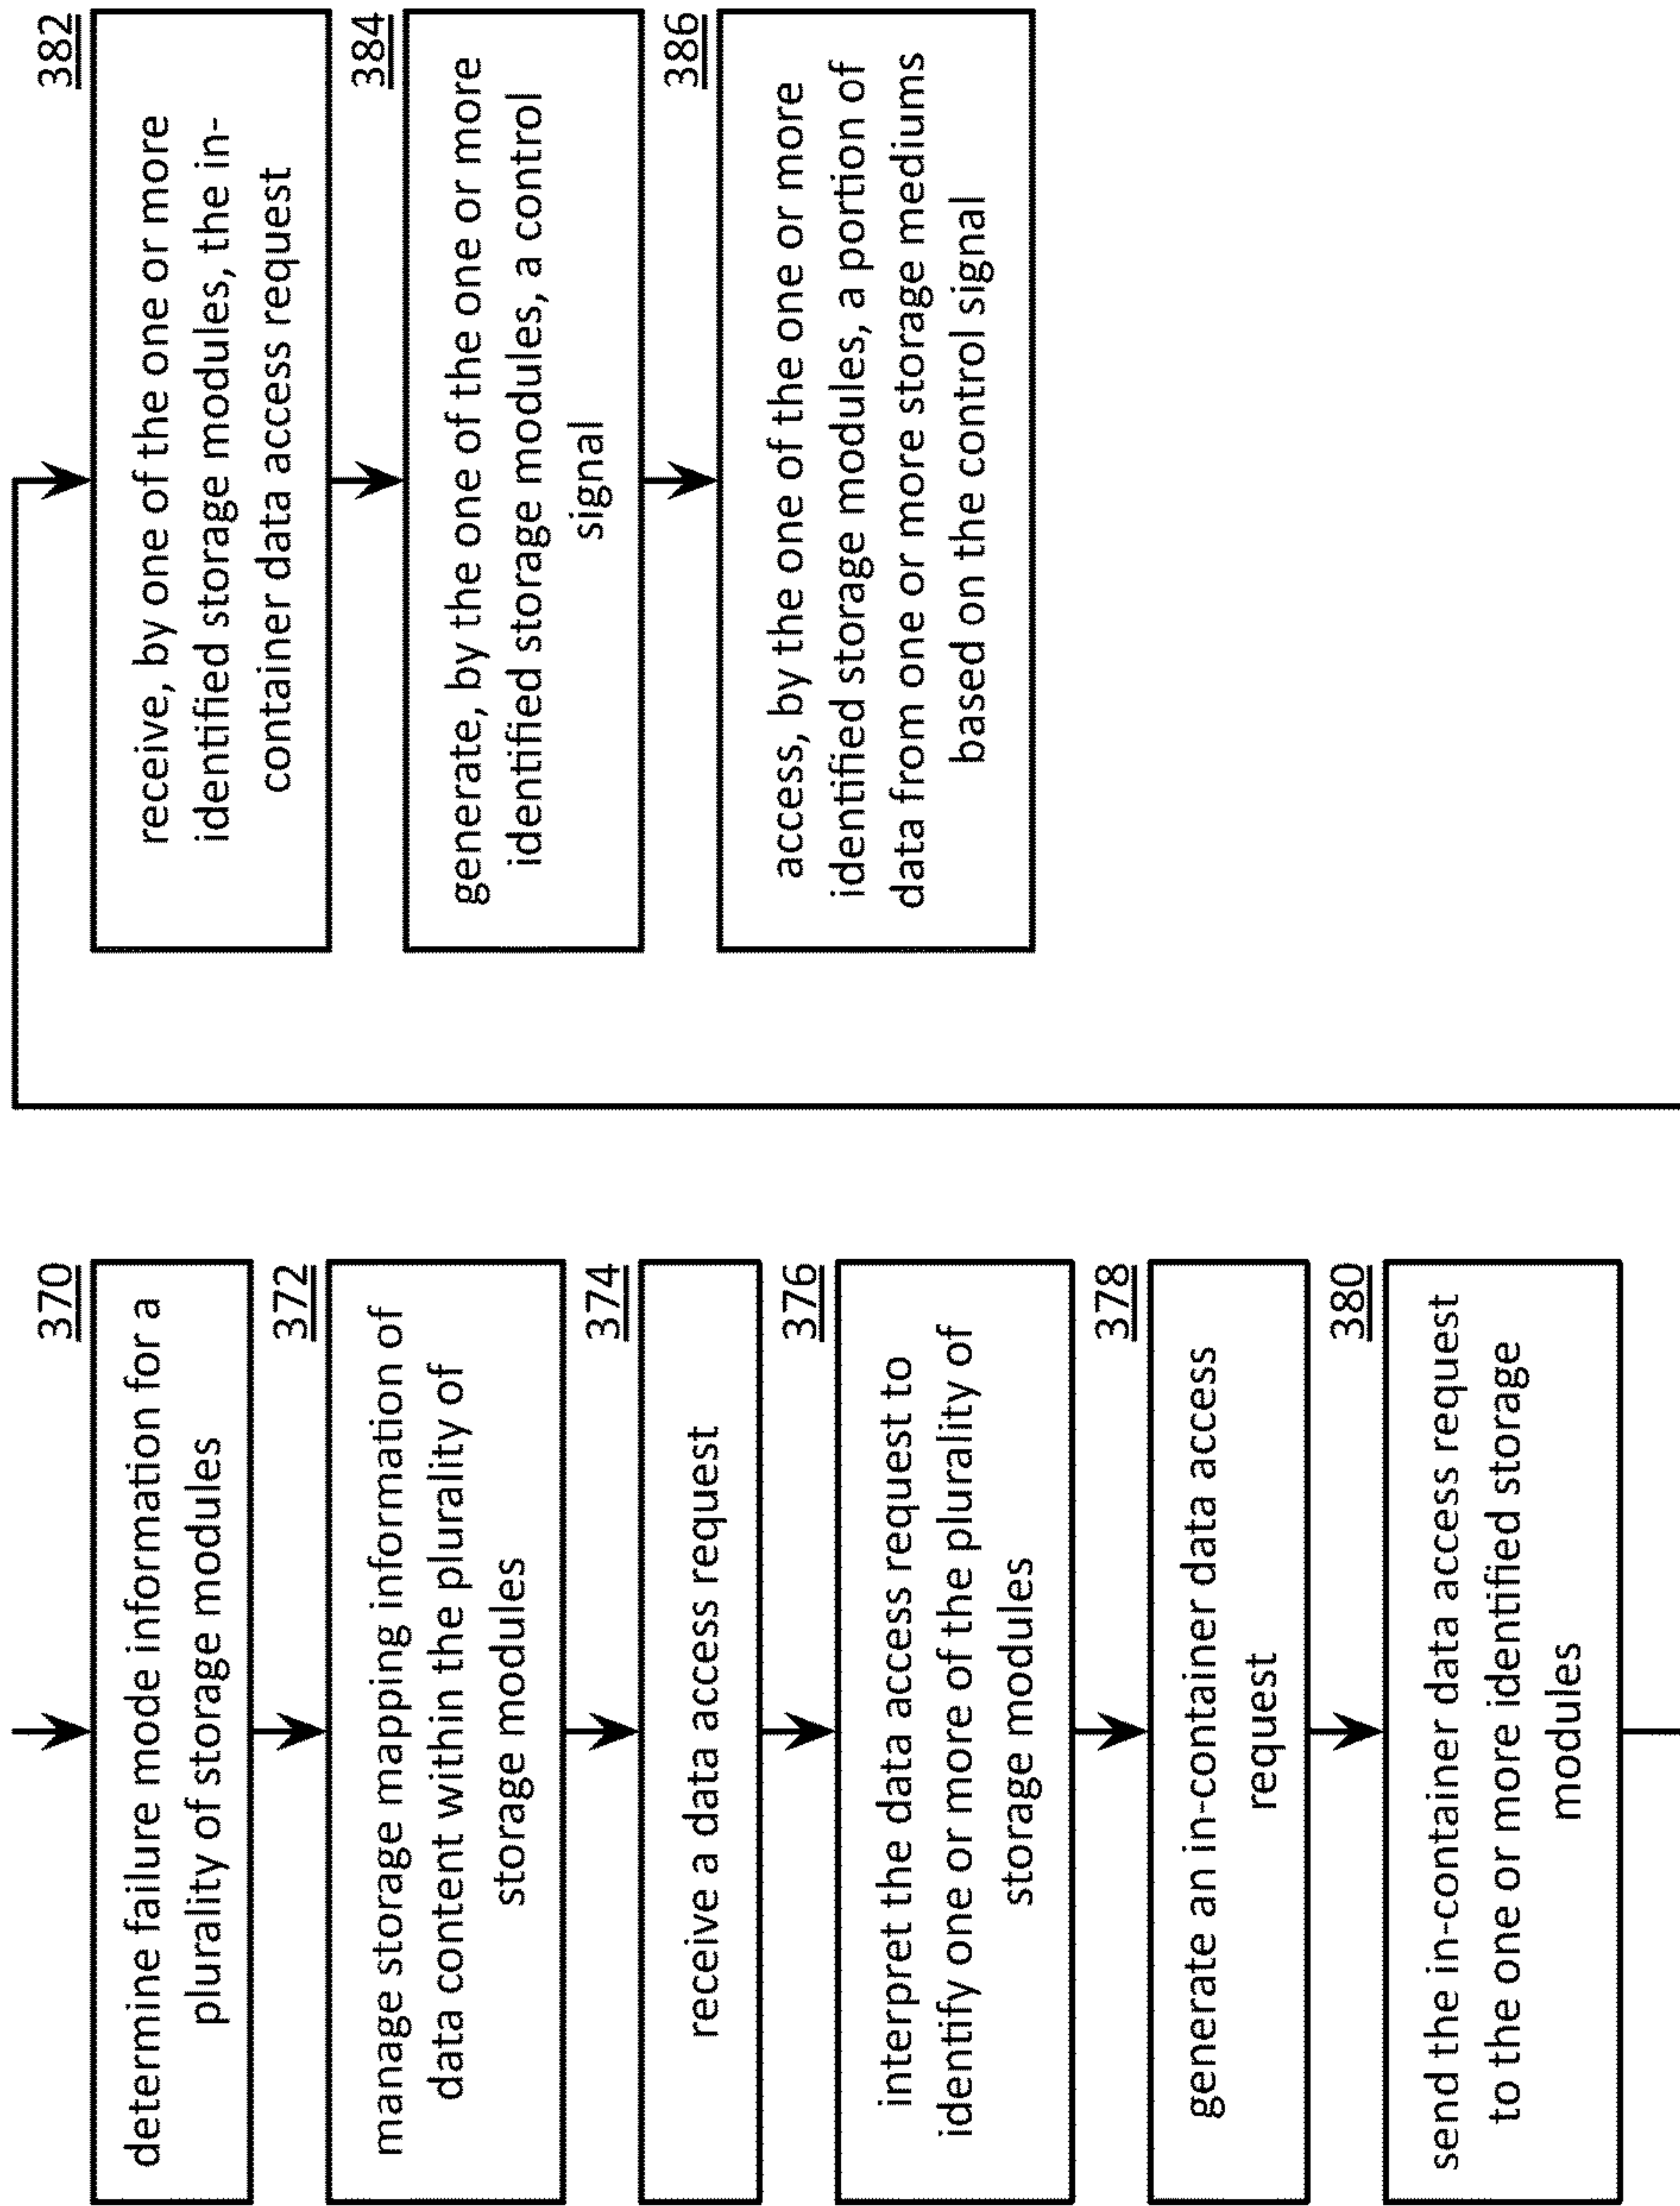 370
determine failure mode information for a
plurality of storage modules
372
manage storage mapping information of
data content within the plurality of
storage modules
374
receive a data access request
376
interpret the data access request to
identify one or more of the plurality of
storage modules
378
generate an in-container data access
request
380
send the in-container data access request
to the one or more identified storage
modules
382
receive, by one of the one or more
identified storage modules, the in-
container data access request
384
generate, by the one of the one or more
identified storage modules, a control
signal
386
access, by the one of the one or more
identified storage modules, a portion of
data from one or more storage mediums
based on the control signal